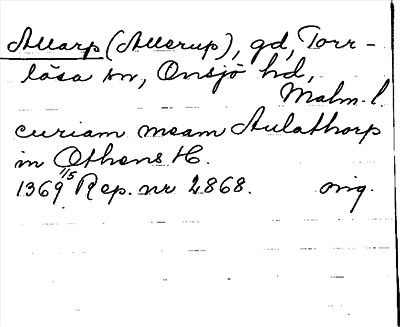 Allarp (Allerup), gd, Torr-
lösa sn, Onsjö hd,
Malm. l.
curiam meam Aulathorp
in Othens H.
1369 1/5 Rep. nr 2868. orig.